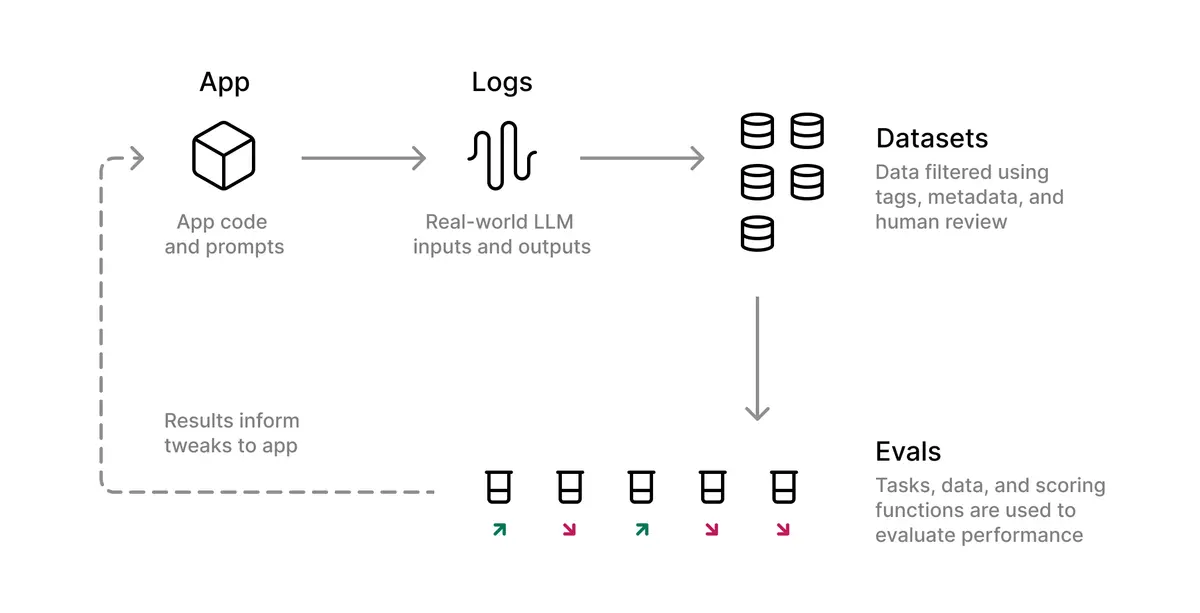 App
App code
and prompts
Logs
Real-world LLM
inputs and outputs
Datasets
Data filtered using
tags, metadata, and
human review
Evals
Tasks, data, and scoring
functions are used to
evaluate performance
Results inform
tweaks to app